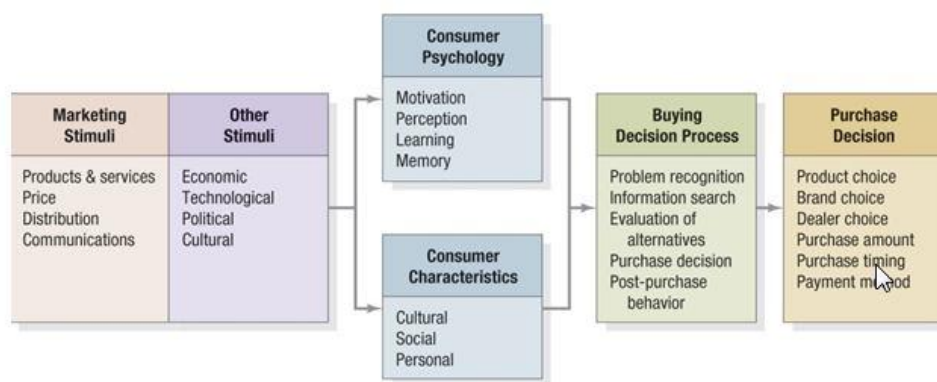 Marketing
Stimuli
Products & services
Price
Distribution
Communications
Other
Stimuli
Economic
Technological
Political
Cultural
Consumer
Psychology
Motivation
Perception
Learning
Memory
Consumer
Characteristics
Cultural
Social
Personal
Buying
Decision Process
Problem recognition
Information search
Evaluation of
alternatives
Purchase decision
Post-purchase
behavior
Purchase
Decision
Product choice
Brand choice
Dealer choice
Purchase amount
Purchase timing
Payment method